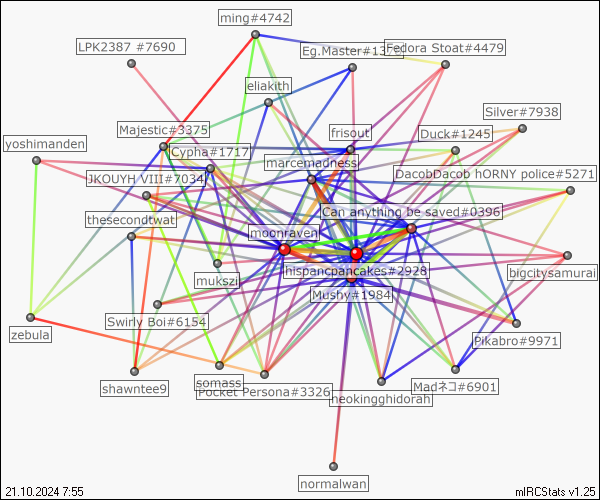 ming#4742
LPK2387 #7690
Eg.Master#1370
Fedora Stoat#4479
eliakith
Silver#7938
Majestic#3375
frisout
Duck#1245
yoshimanden
Cypha#1717
marcemadness
JKOUYH VIII#7034
DacobDacob hORNY police#5271
thesecondtwat
Can anything be saved#0396
moonraven
hispancpancakes#2928
bigcitysamurai
mukszi
Mushy#1984
Swirly Boi#6154
zebula
Pikabro#9971
shawntee9
somass
Pocket Persona#3326
neokingghidorah
Madネコ#6901
normalwan
21.10.2024 7:55
mIRCStats v1.25